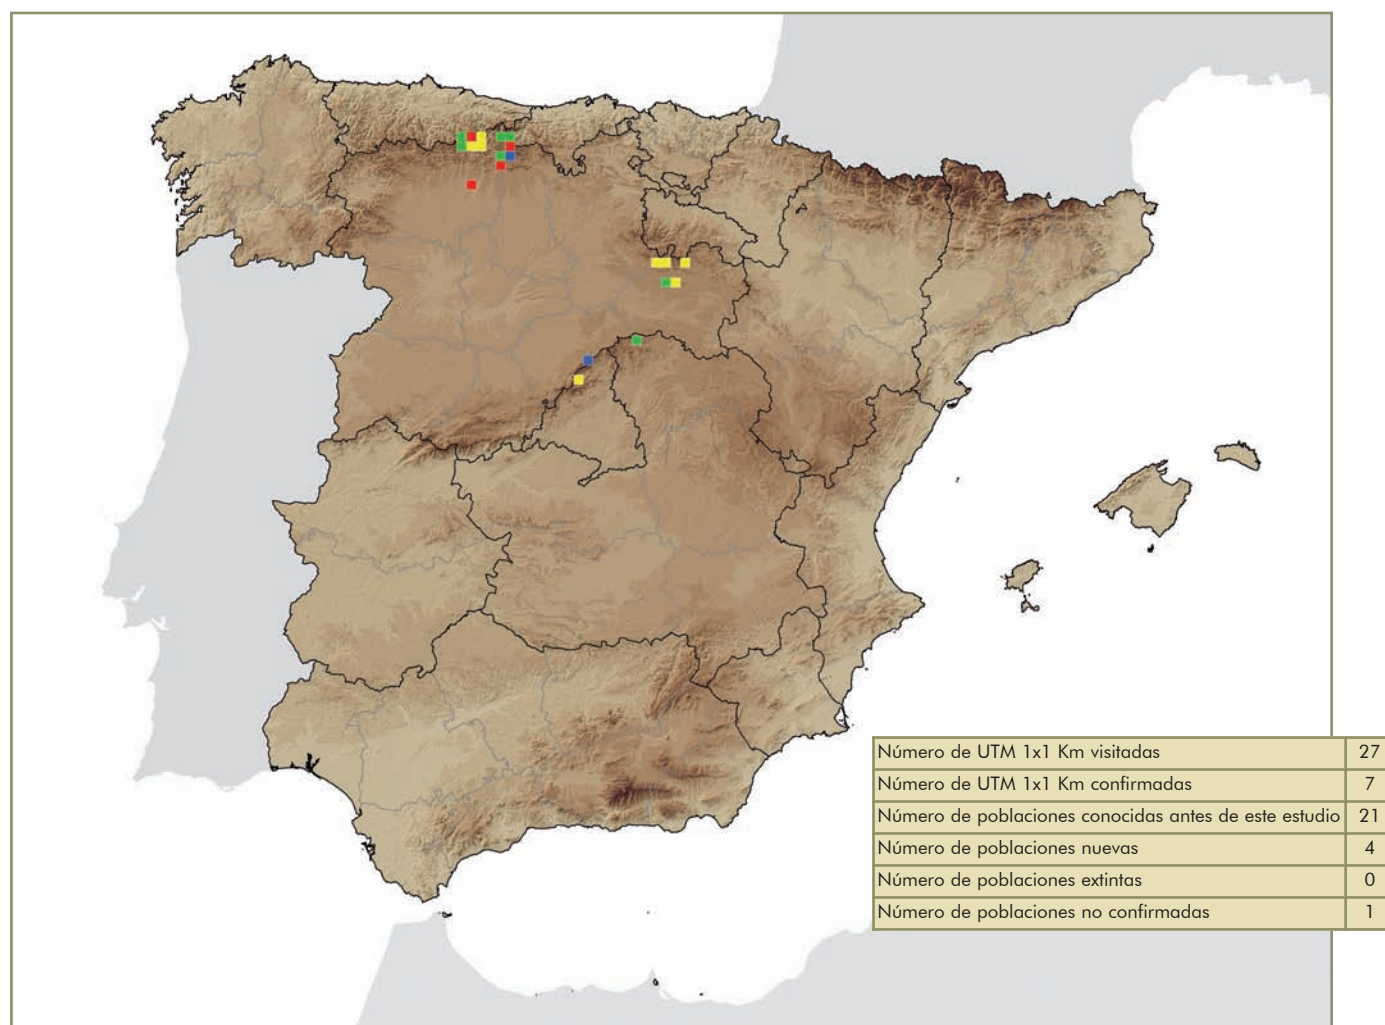 Número de UTM 1x1 Km visitadas 27
Número de UTM 1x1 Km confirmadas 7
Número de poblaciones conocidas antes de este estudio 21
Número de poblaciones nuevas 4
Número de poblaciones extintas 0
Número de poblaciones no confirmadas 1